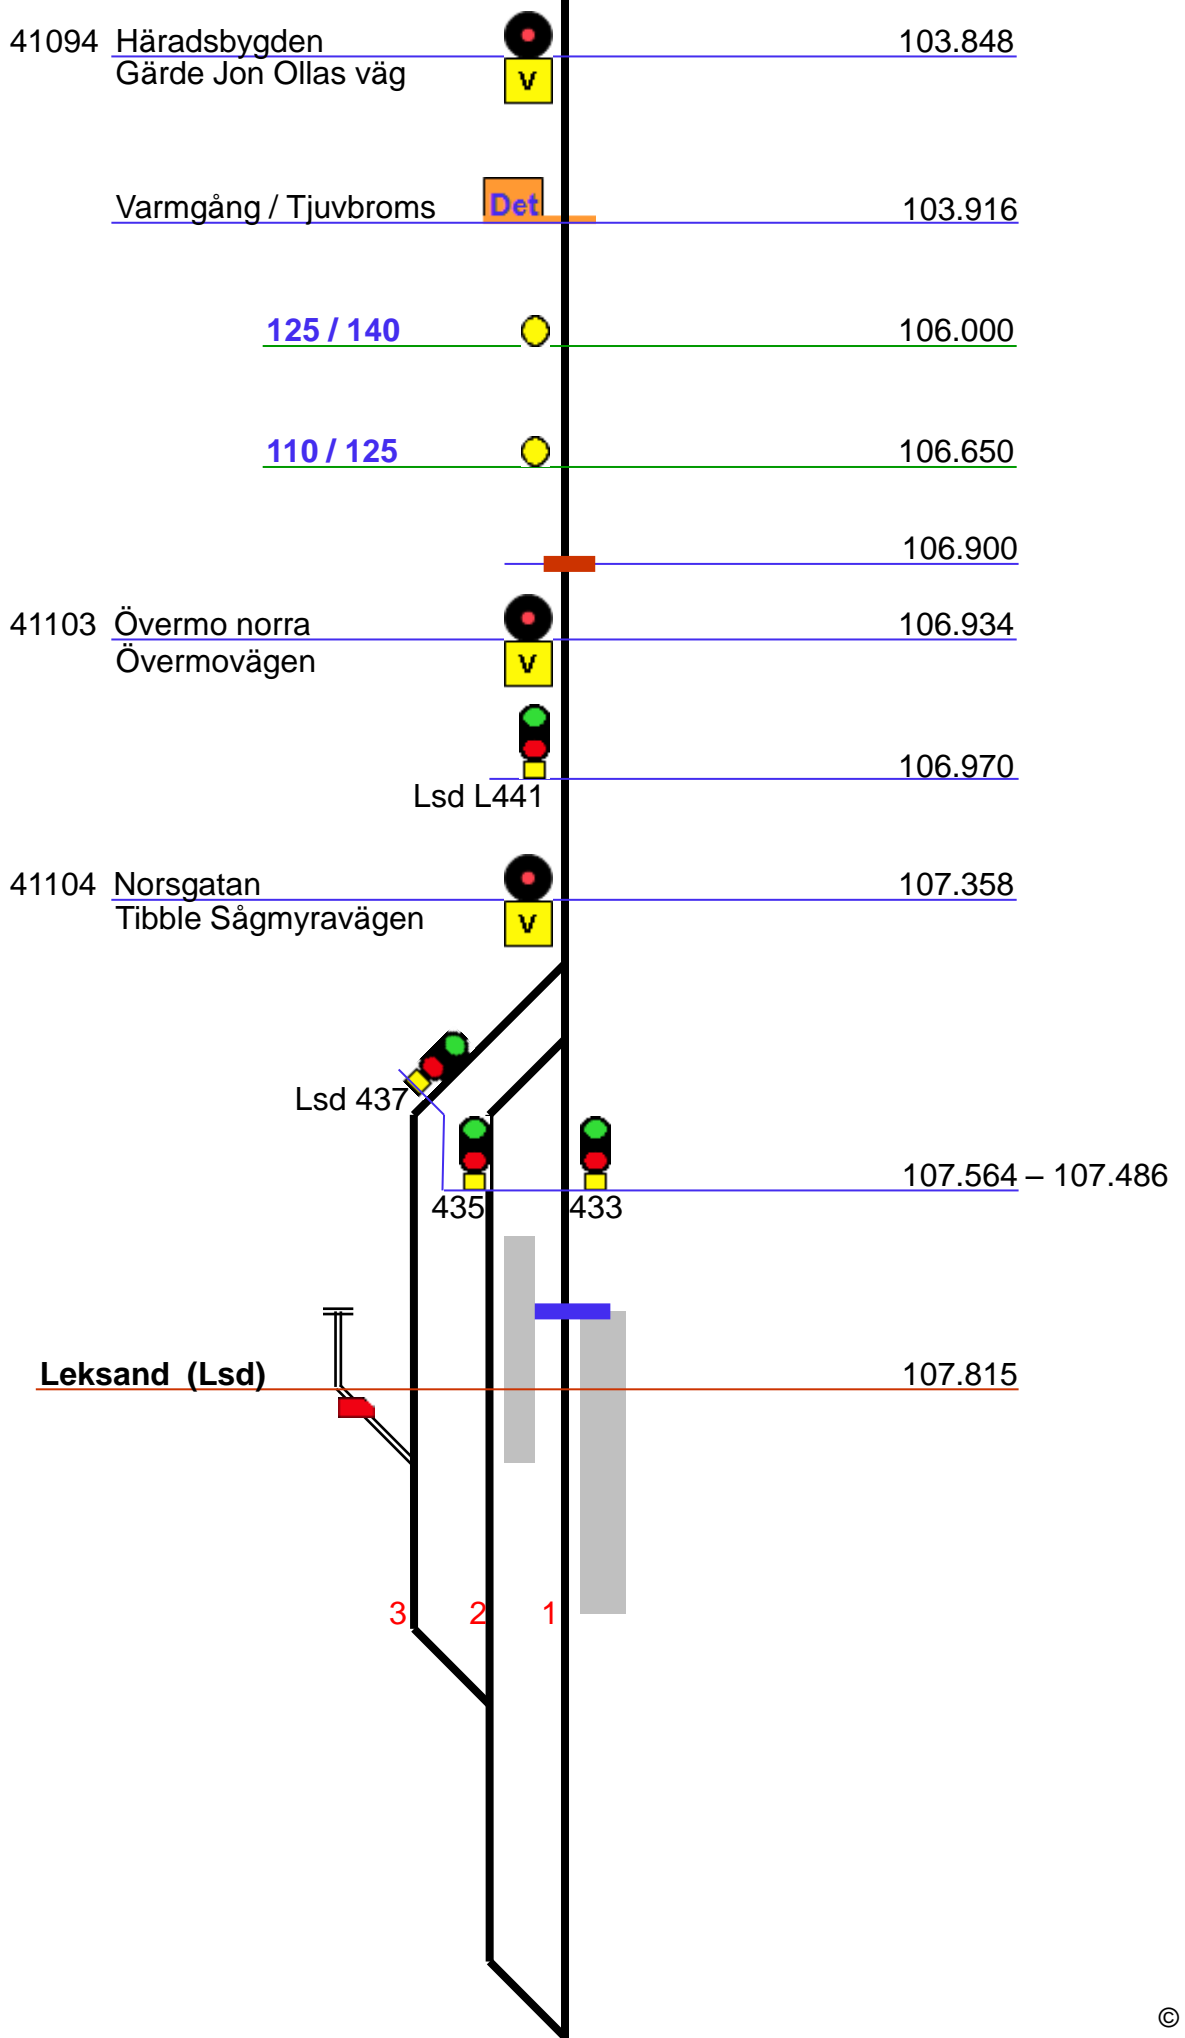 41094 Häradsbygden 103.848
Gärde Jon Ollas väg
V
Varmgång / Tjuvbroms Det 103.916
125 / 140 106.000
110 / 125 106.650
106.900
41103 Övermo norra 106.934
Övermovägen
V
106.970
Lsd L441
41104 Norsgatan 107.358
Tibble Sågmyravägen
V
Lsd 437
107.564 – 107.486
435 433
Leksand (Lsd) 107.815
3 2 1
©